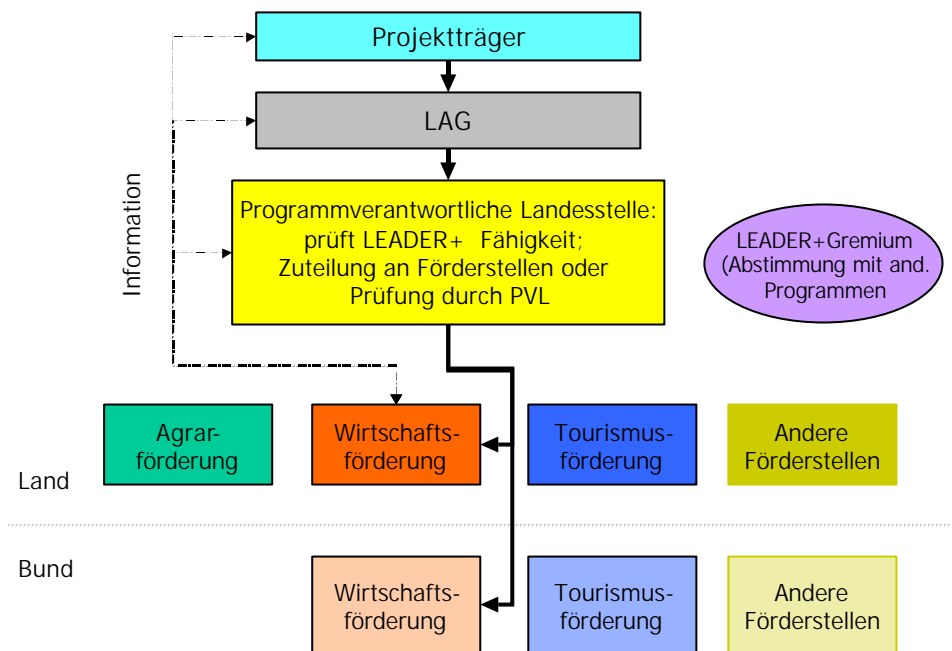 Projektträger
LAG
Information
Programmverantwortliche Landesstelle:
prüft LEADER+ Fähigkeit;
Zuteilung an Förderstellen oder
Prüfung durch PVL
LEADER+Gremium
(Abstimmung mit and.
Programmen
Agrar-
förderung
Wirtschafts-
förderung
Tourismus-
förderung
Andere
Förderstellen
Land
Bund
Wirtschafts-
förderung
Tourismus-
förderung
Andere
Förderstellen